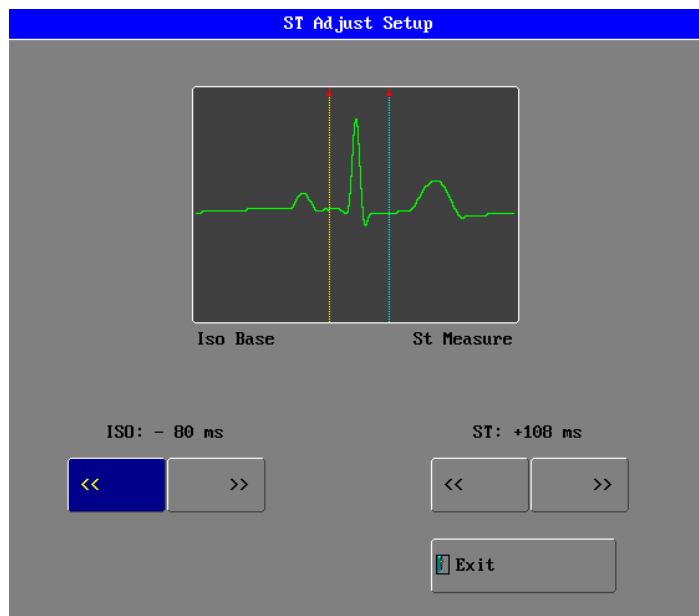 ST Adjust Setup
Iso Base St Measure
ISO: - 80 ms ST: +108 ms
<< >> << >>
Exit